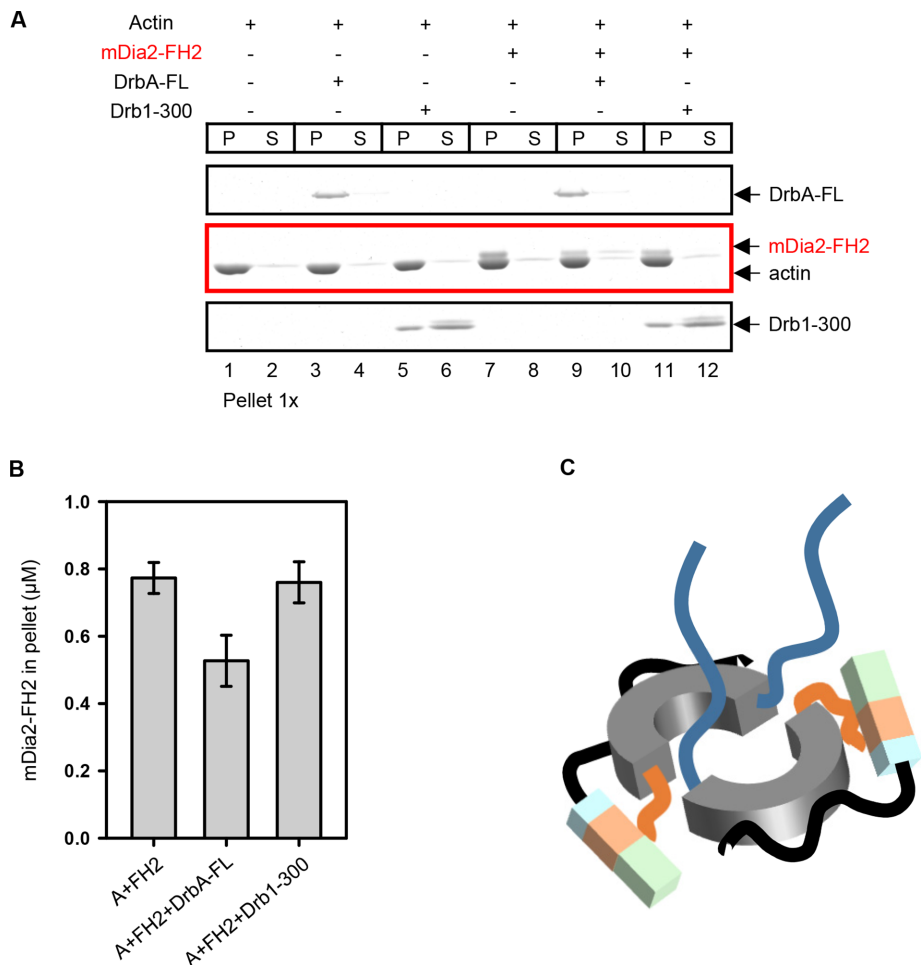 A
Actin + + + + + +
mDia2-FH2 - - - + + +
DrbA-FL - + - - + -
Drb1-300 - - + - - +
P S P S P S P S P S P S
DrbA-FL
mDia2-FH2
actin
Drb1-300
1 2 3 4 5 6 7 8 9 10 11 12
Pellet 1x
B
mDia2-FH2 in pellet (µM)
1.0
0.8
0.6
0.4
0.2
0.0
A+FH2
A+FH2+DrbA-FL
A+FH2+Drb1-300
C